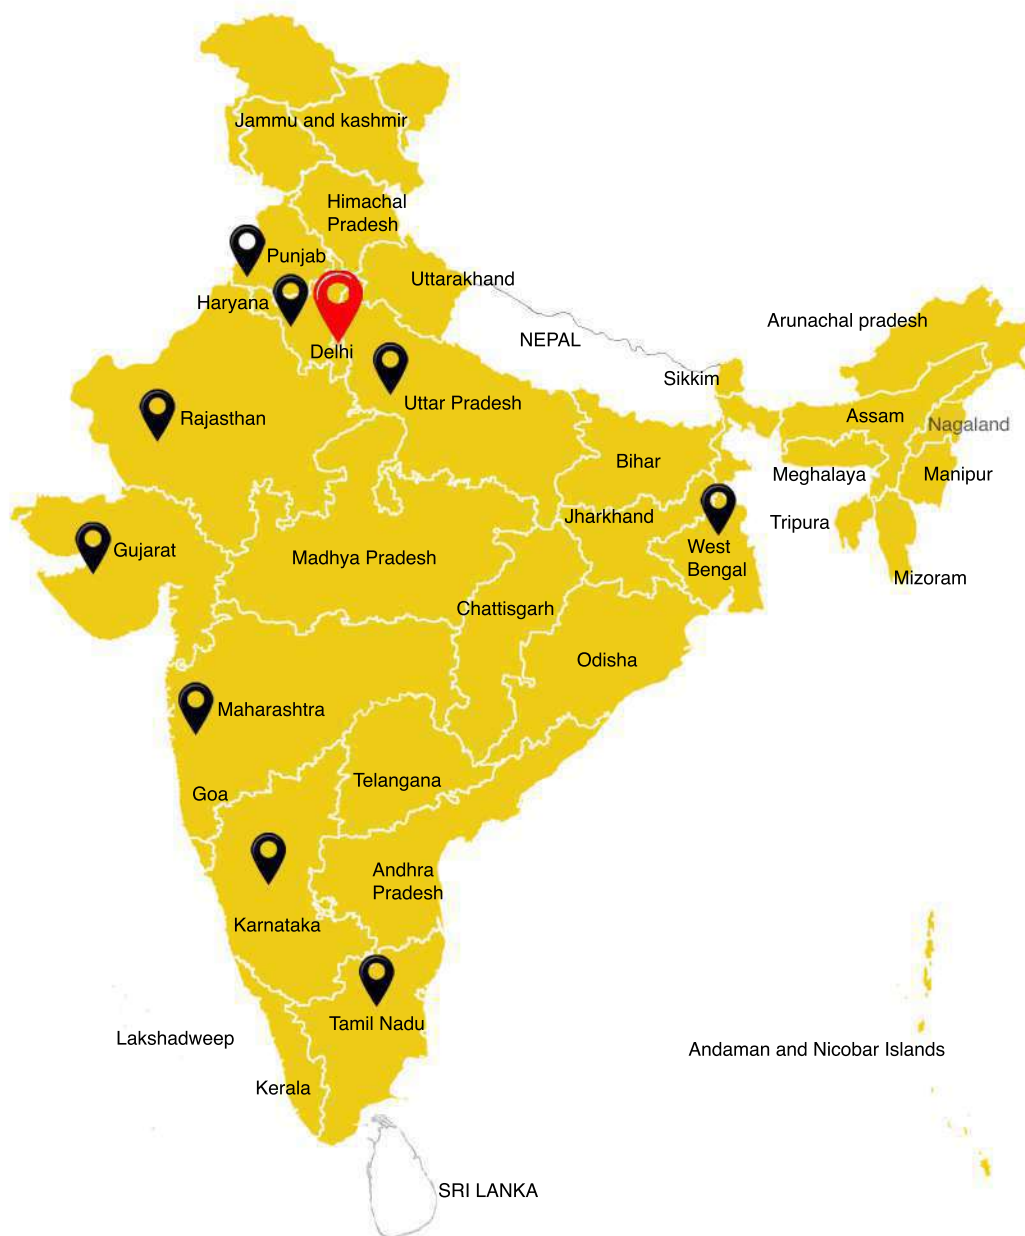 Jammu and kashmir
Himachal
Pradesh
Punjab
Uttarakhand
Haryana
Arunachal pradesh
NEPAL
Delhi
Sikkim
Uttar Pradesh
Rajasthan
Assam
Nagaland
Bihar
Meghalaya
Manipur
Jharkhand
Tripura
West
Bengal
Gujarat
Madhya Pradesh
Mizoram
Chattisgarh
Odisha
Maharashtra
Telangana
Goa
Andhra
Pradesh
Karnataka
Tamil Nadu
Lakshadweep
Andaman and Nicobar Islands
Kerala
SRI LANKA